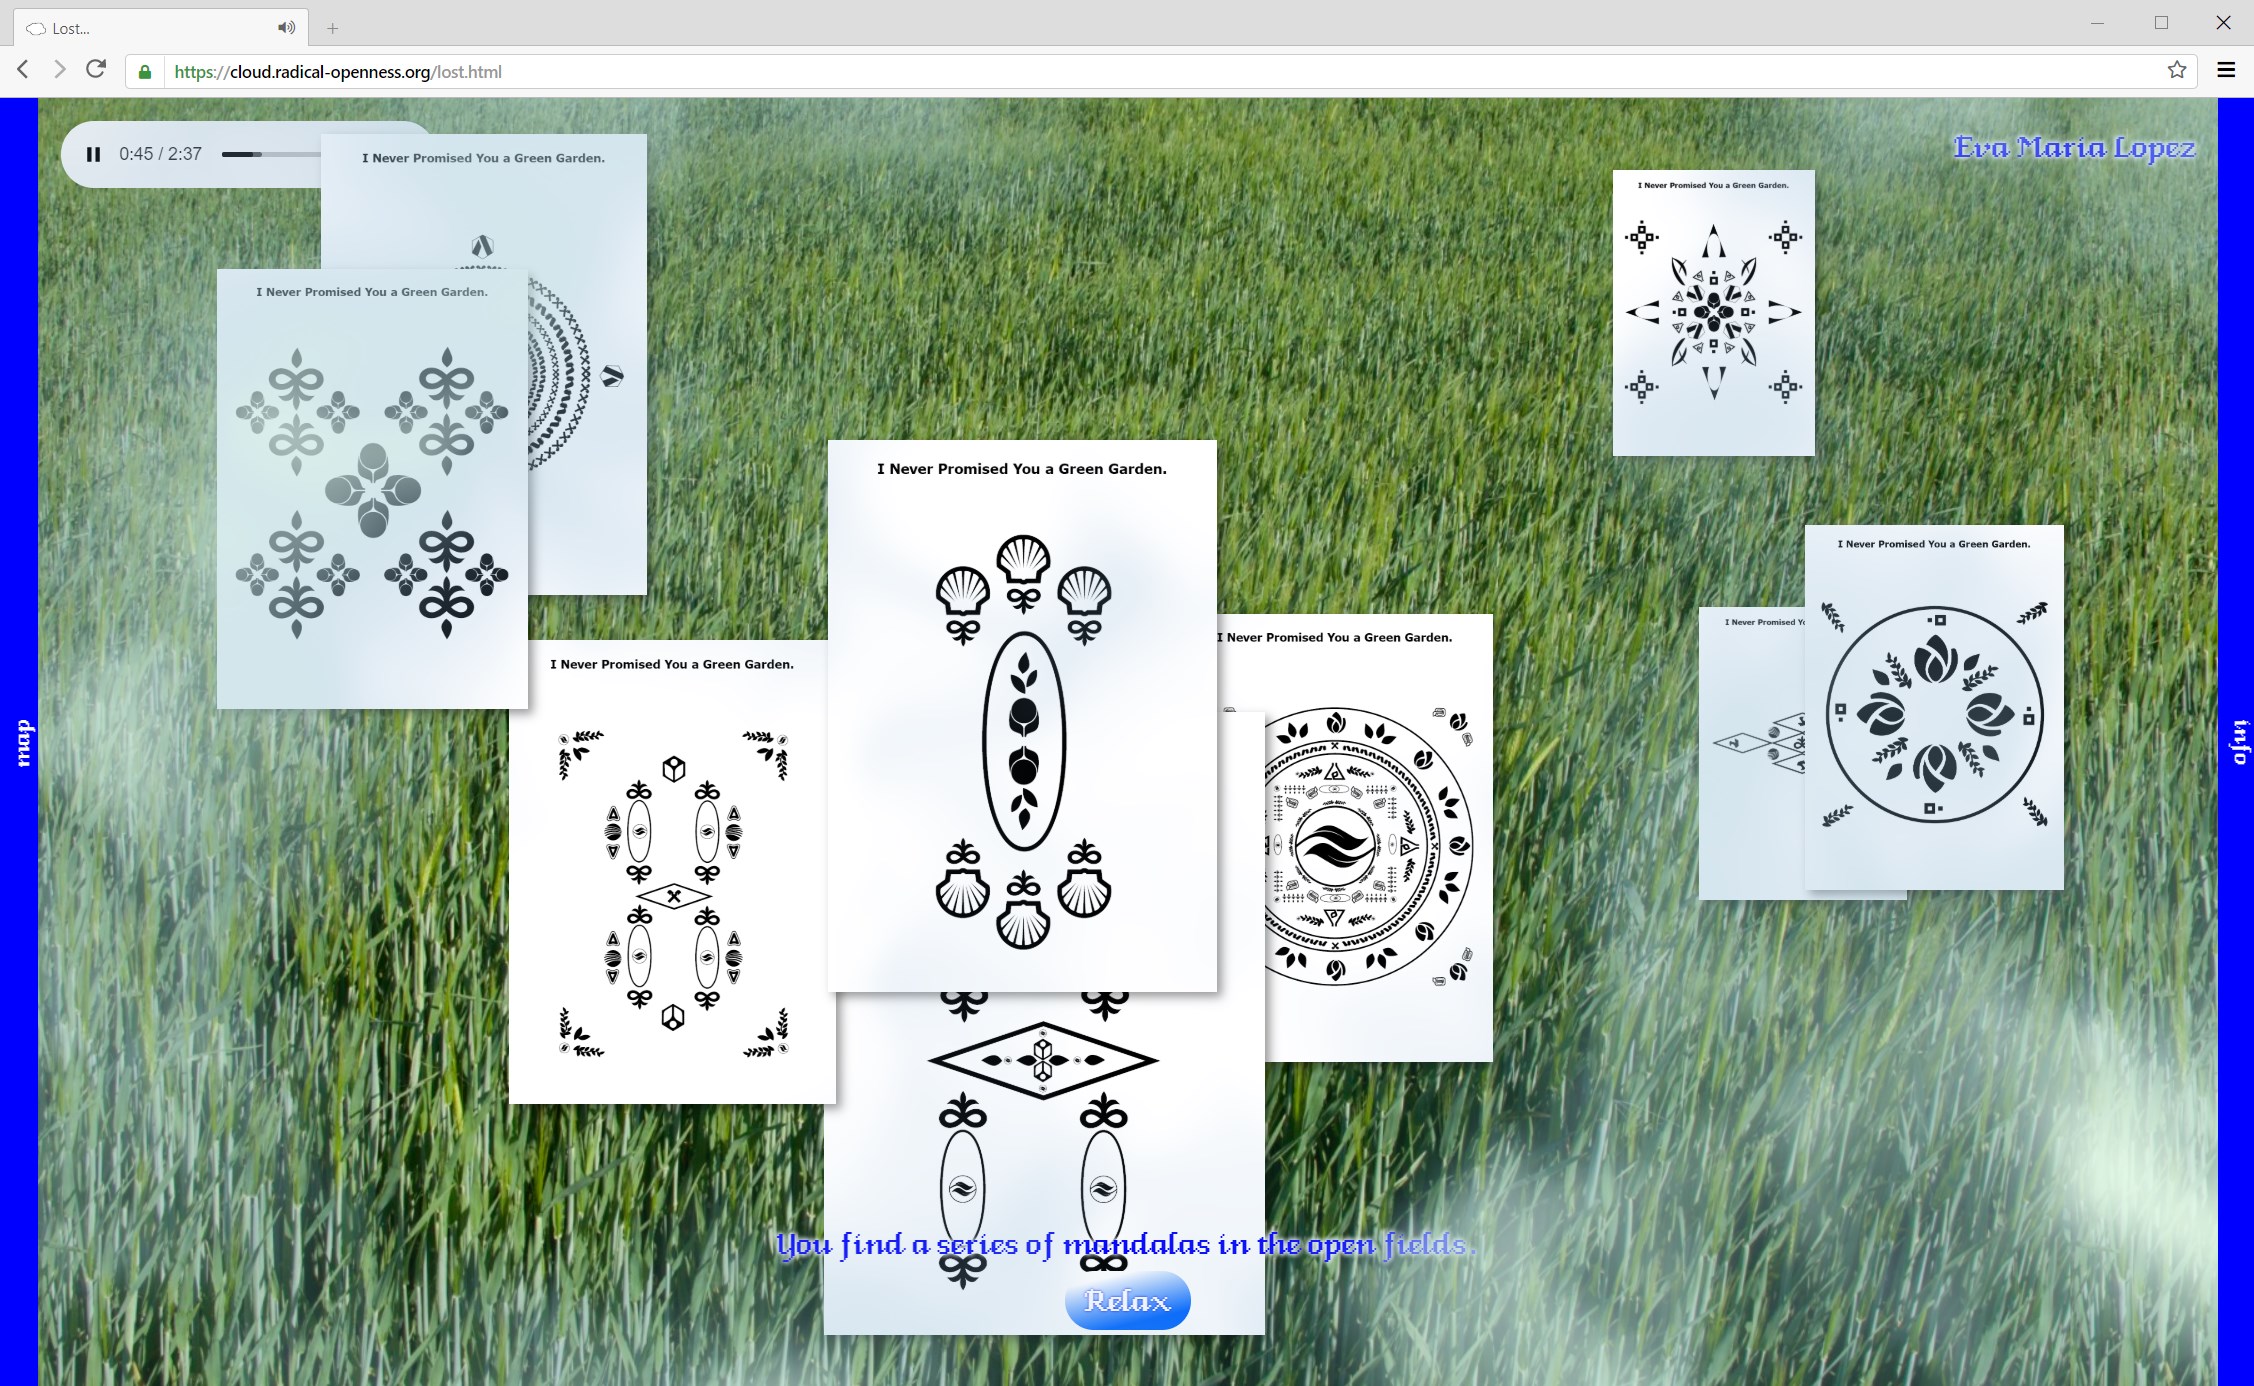 Lost...
https://cloud.radical-openness.org/lost.html
0:45 / 2:37
I Never Promised You a Green Garden.
Eva Maria Lopez
I Never Promised You a Green Garden.
I Never Promised You a Green Garden.
I Never Promised You a Green Garden.
I Never Promised You a Green Garden.
I Never Promised Yo
I Never Promised You a Green Garden.
I Never Promised You a Green Garden.
map
info
You find a series of mandalas in the open fields.
Relax